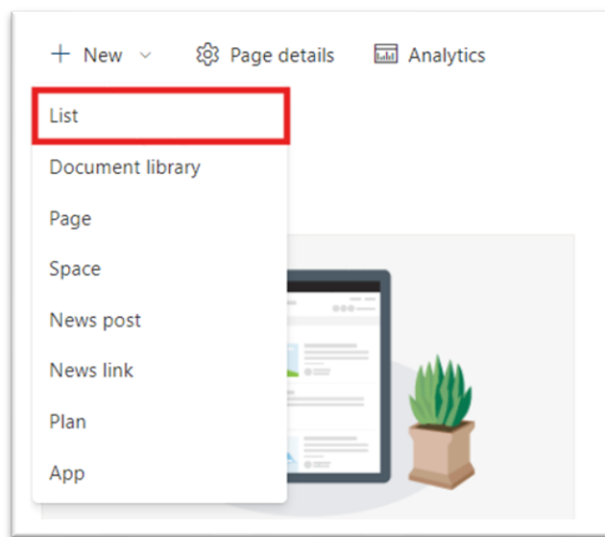 + New Page details Analytics
List
Document library
Page
Space
News post
News link
Plan
App